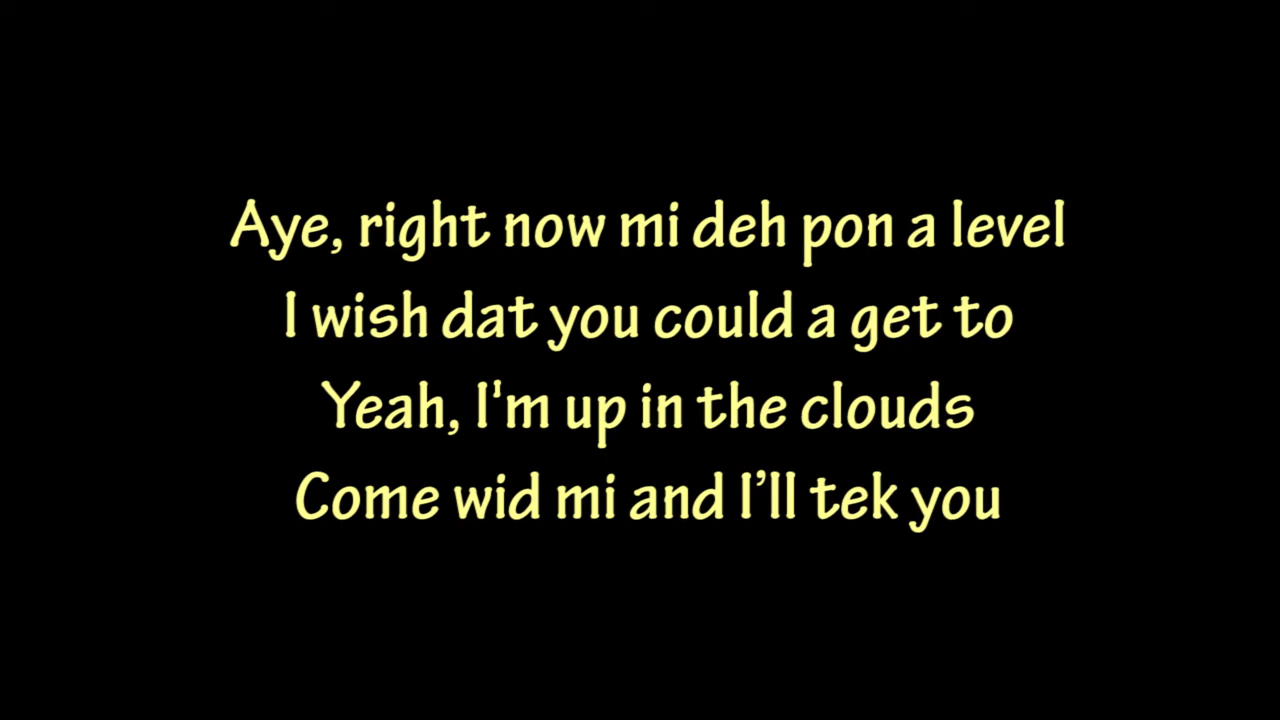 Aye, right now mi deh pon a level
I wish dat you could a get to
Yeah, I'm up in the clouds
Come wid mi and I’ll tek you